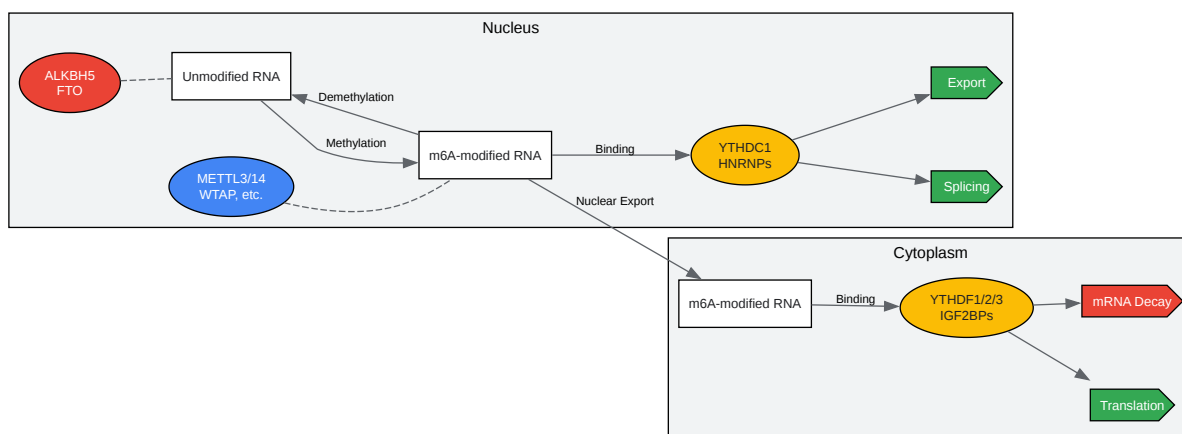 Nucleus
ALKBH5
FTO
Unmodified RNA
Demethylation
Methylation
METTL3/14
WTAP, etc.
m6A-modified RNA
Binding
YTHDC1
HNRNPs
Export
Splicing
Nuclear Export
Cytoplasm
m6A-modified RNA
Binding
YTHDF1/2/3
IGF2BPs
mRNA Decay
Translation